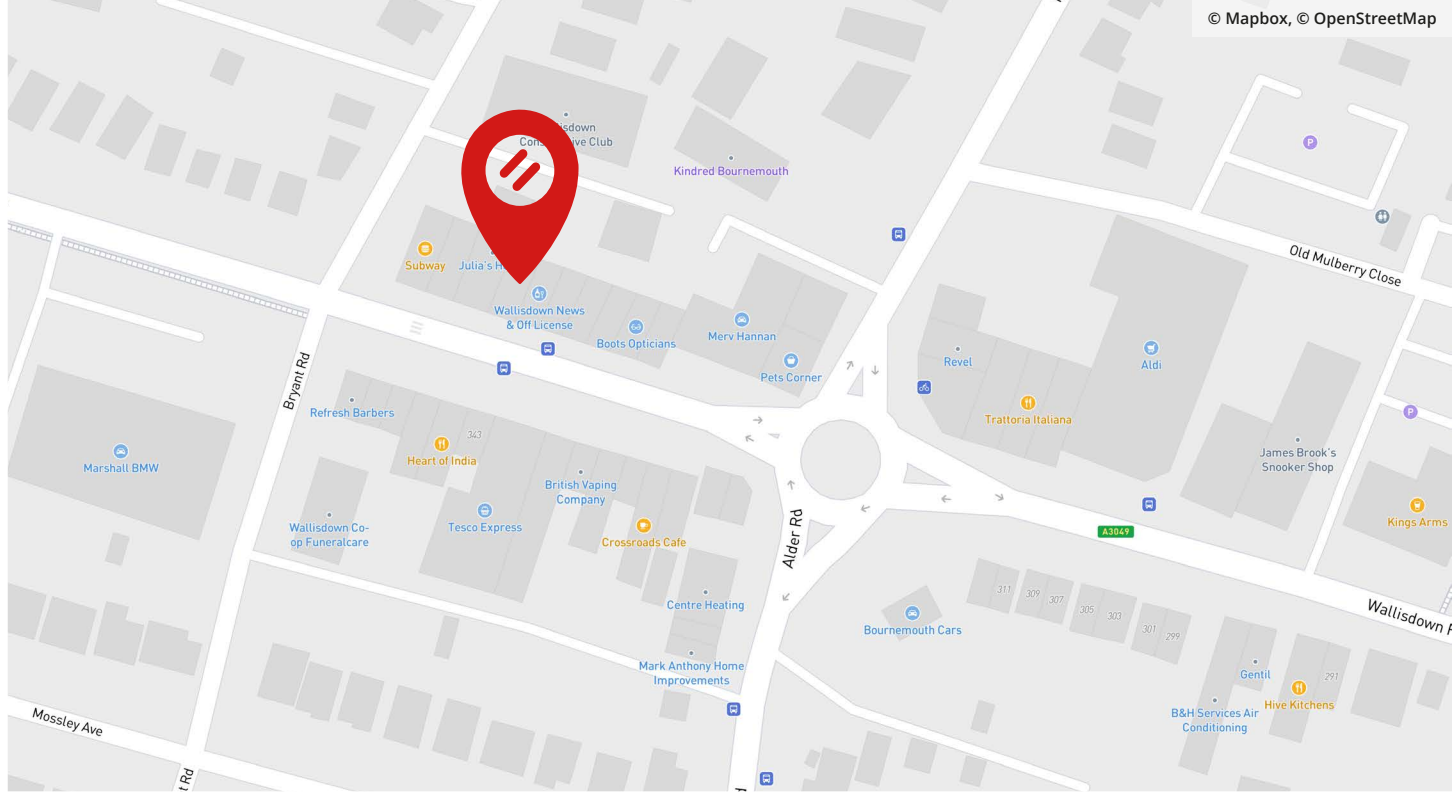 © Mapbox, © OpenStreetMap
Club
Kindred Bournemouth
Old Mulberry Close
Subway
Julia's
Wallisdown News
& Off License
Boots Opticians
Merv Hannan
Pets Corner
Revel
Aldi
Trattoria Italiana
James Brook's
Snooker Shop
Kings Arms
Bryant Rd
Refresh Barbers
343
Heart of India
Marshall BMW
British Vaping
Company
Tesco Express
Wallisdown Co-
op Funeralcare
Crossroads Cafe
Alder Rd
A3049
Centre Heating
Mark Anthony Home
Improvements
Bournemouth Cars
311
309
307
305
303
301
299
Wallisdown
Gentil
291
Hive Kitchens
B&H Services Air
Conditioning
Mossley Ave
Rd
P
P